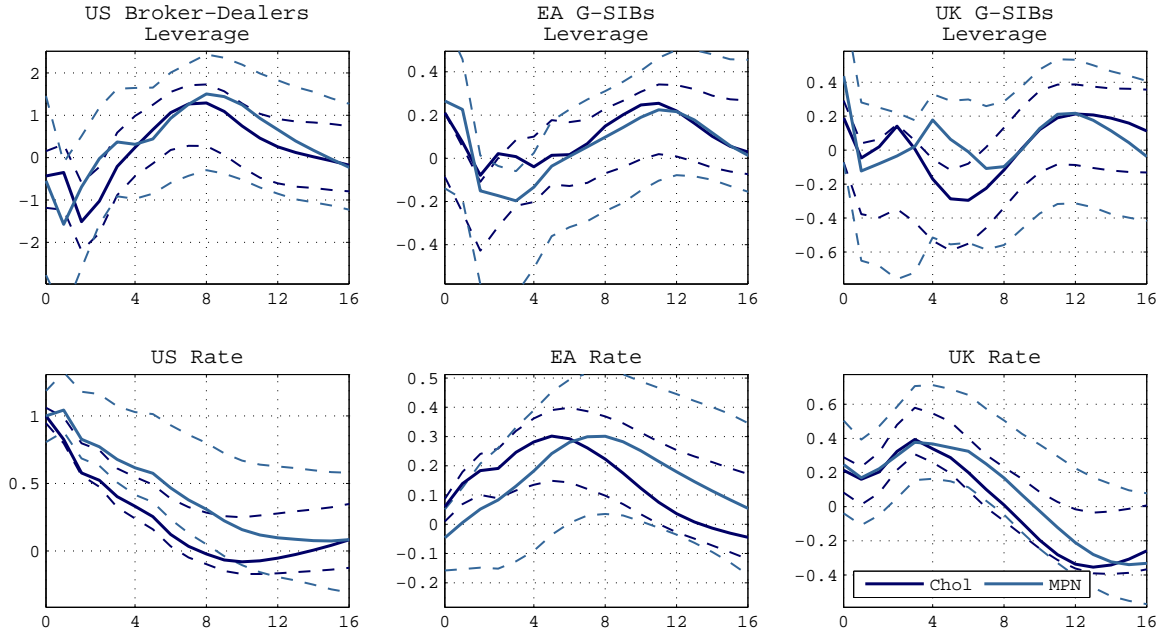 US Broker-Dealers
Leverage
EA G-SIBs
Leverage
UK G-SIBs
Leverage
2
1
0
-1
-2
0 4 8 12 16
0.4
0.2
0
-0.2
-0.4
0 4 8 12 16
0.4
0.2
0
-0.2
-0.4
-0.6
0 4 8 12 16
US Rate
EA Rate
UK Rate
1
0.5
0
0 4 8 12 16
0.5
0.4
0.3
0.2
0.1
0
-0.1
-0.2
0 4 8 12 16
0.6
0.4
0.2
0
-0.2
-0.4
Chol MPN
0 4 8 12 16